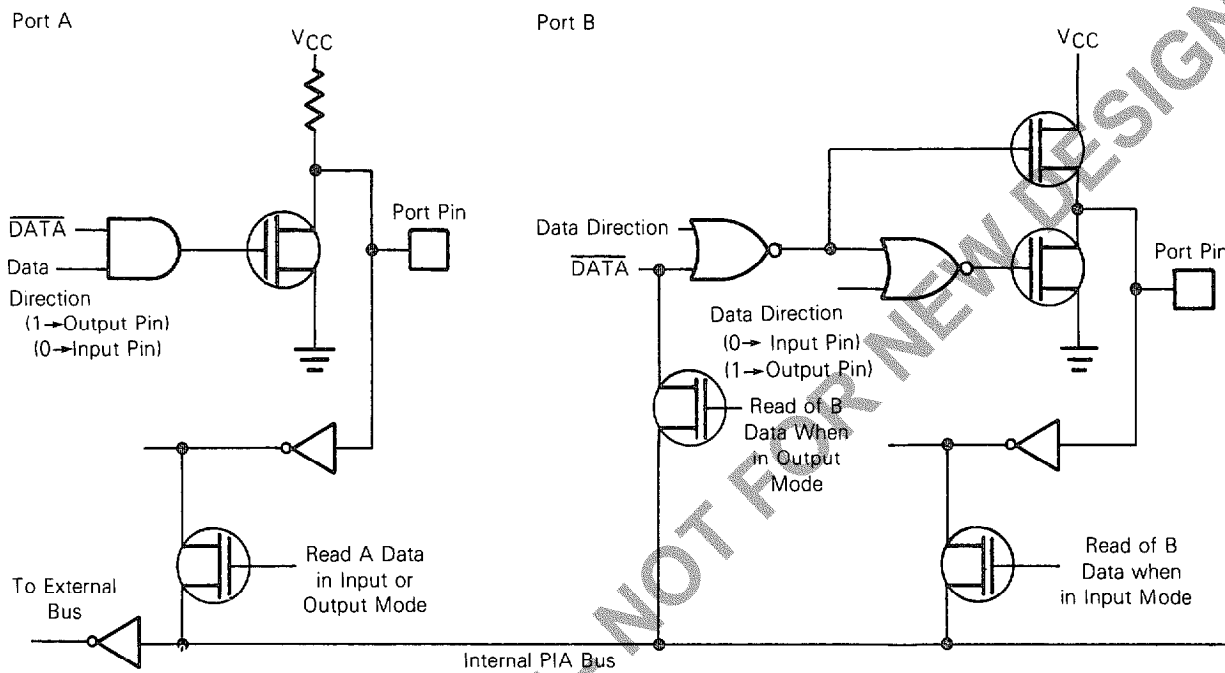 Port A
VCC
DATA
Data
Direction
(1→Output Pin)
(0→Input Pin)
Port Pin
Read A Data
in Input or
Output Mode
To External
Bus
Internal PIA Bus
Port B
VCC
Data Direction
DATA
Data Direction
(0→ Input Pin)
(1→Output Pin)
Port Pin
Read of B
Data When
in Output
Mode
Read of B
Data when
in Input Mode
NOT FOR NEW DESIGN